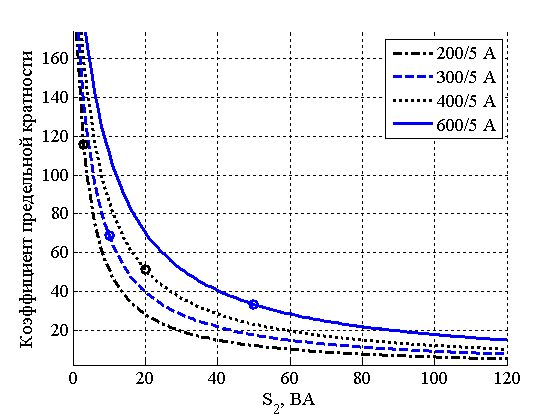 Коэффициент предельной кратности
160
140
120
100
80
60
40
20
0 20 40 60 80 100 120
S2, ВА
200/5 А
300/5 А
400/5 А
600/5 А